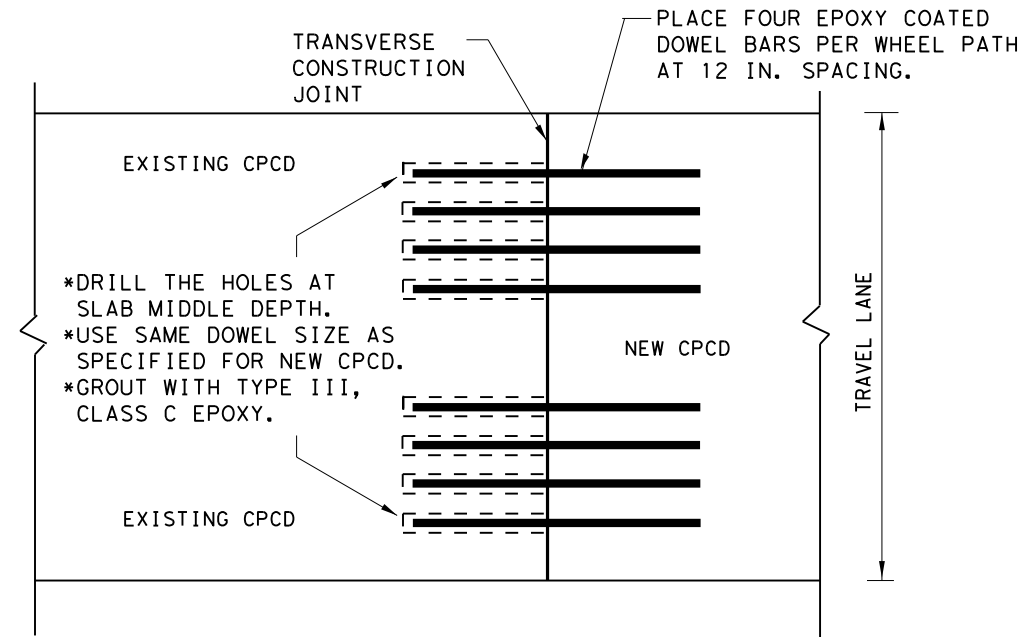 PLACE FOUR EPOXY COATED
DOWEL BARS PER WHEEL PATH
AT 12 IN. SPACING.
TRANSVERSE
CONSTRUCTION
JOINT
EXISTING CPCD
*DRILL THE HOLES AT
SLAB MIDDLE DEPTH.
*USE SAME DOWEL SIZE AS
SPECIFIED FOR NEW CPCD.
*GROUT WITH TYPE III,
CLASS C EPOXY.
NEW CPCD
TRAVEL LANE
EXISTING CPCD